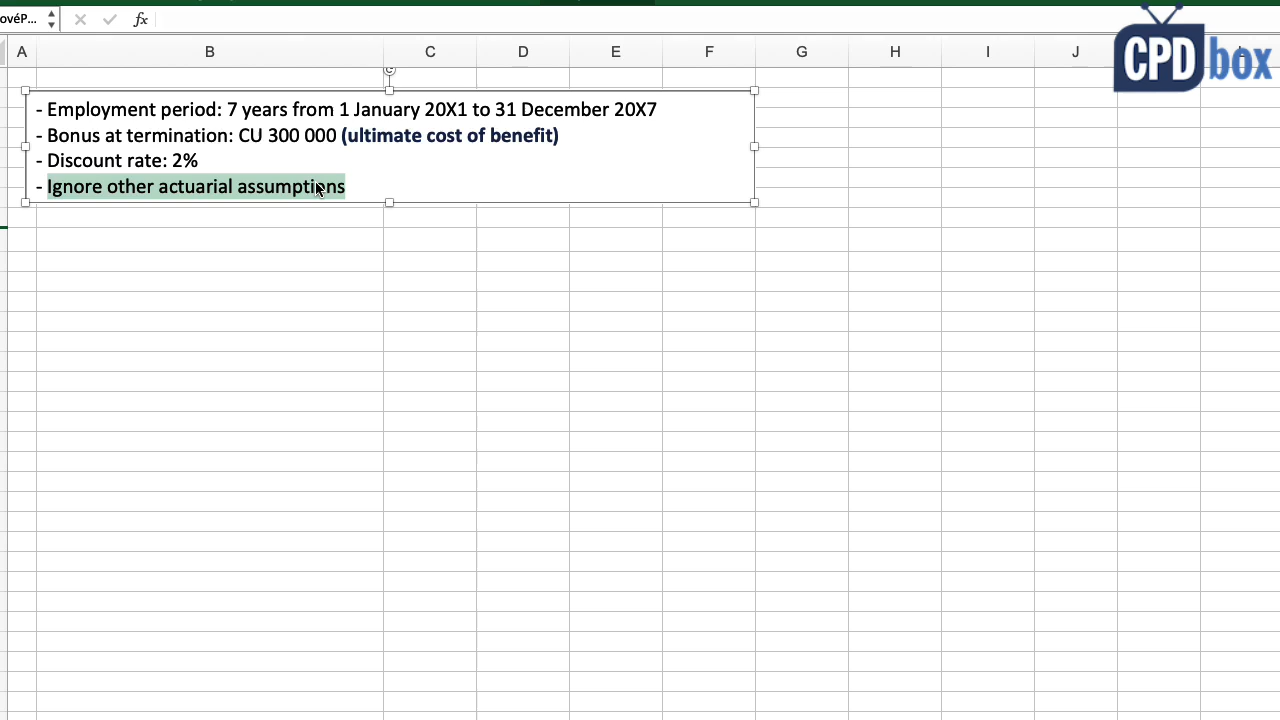 ovéP...
fx
A B C D E F G H I J L
CPD box
- Employment period: 7 years from 1 January 20X1 to 31 December 20X7
- Bonus at termination: CU 300 000 (ultimate cost of benefit)
- Discount rate: 2%
- Ignore other actuarial assumptions